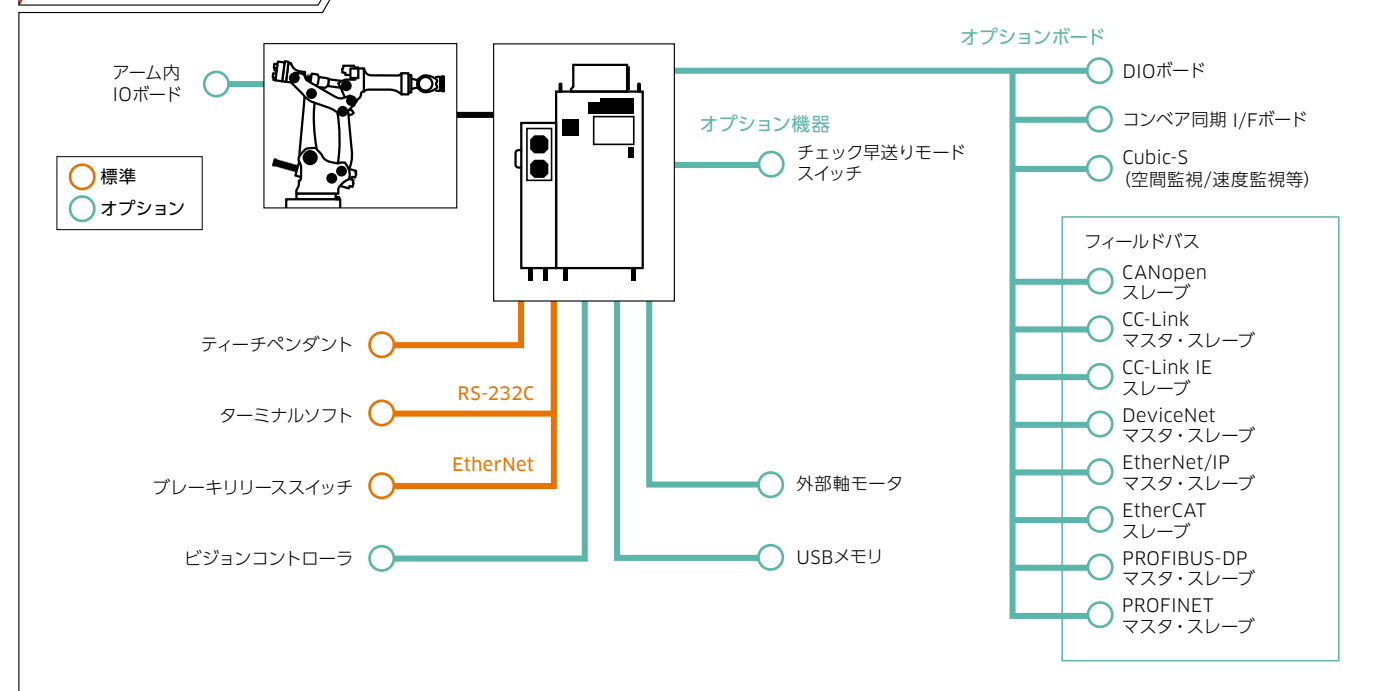 アーム内
IOボード
標準
オプション
オプション機器
チェック早送りモード
スイッチ
オプションボード
DIOボード
コンベア同期 I/Fボード
Cubic-S
(空間監視/速度監視等)
フィールドバス
CANopen
スレーブ
CC-Link
マスタ・スレーブ
CC-Link IE
スレーブ
DeviceNet
マスタ・スレーブ
EtherNet/IP
マスタ・スレーブ
EtherCAT
スレーブ
PROFIBUS-DP
マスタ・スレーブ
PROFINET
マスタ・スレーブ
ティーチペンダント
RS-232C
ターミナルソフト
EtherNet
ブレーキリリーススイッチ
ビジョンコントローラ
外部軸モータ
USBメモリ